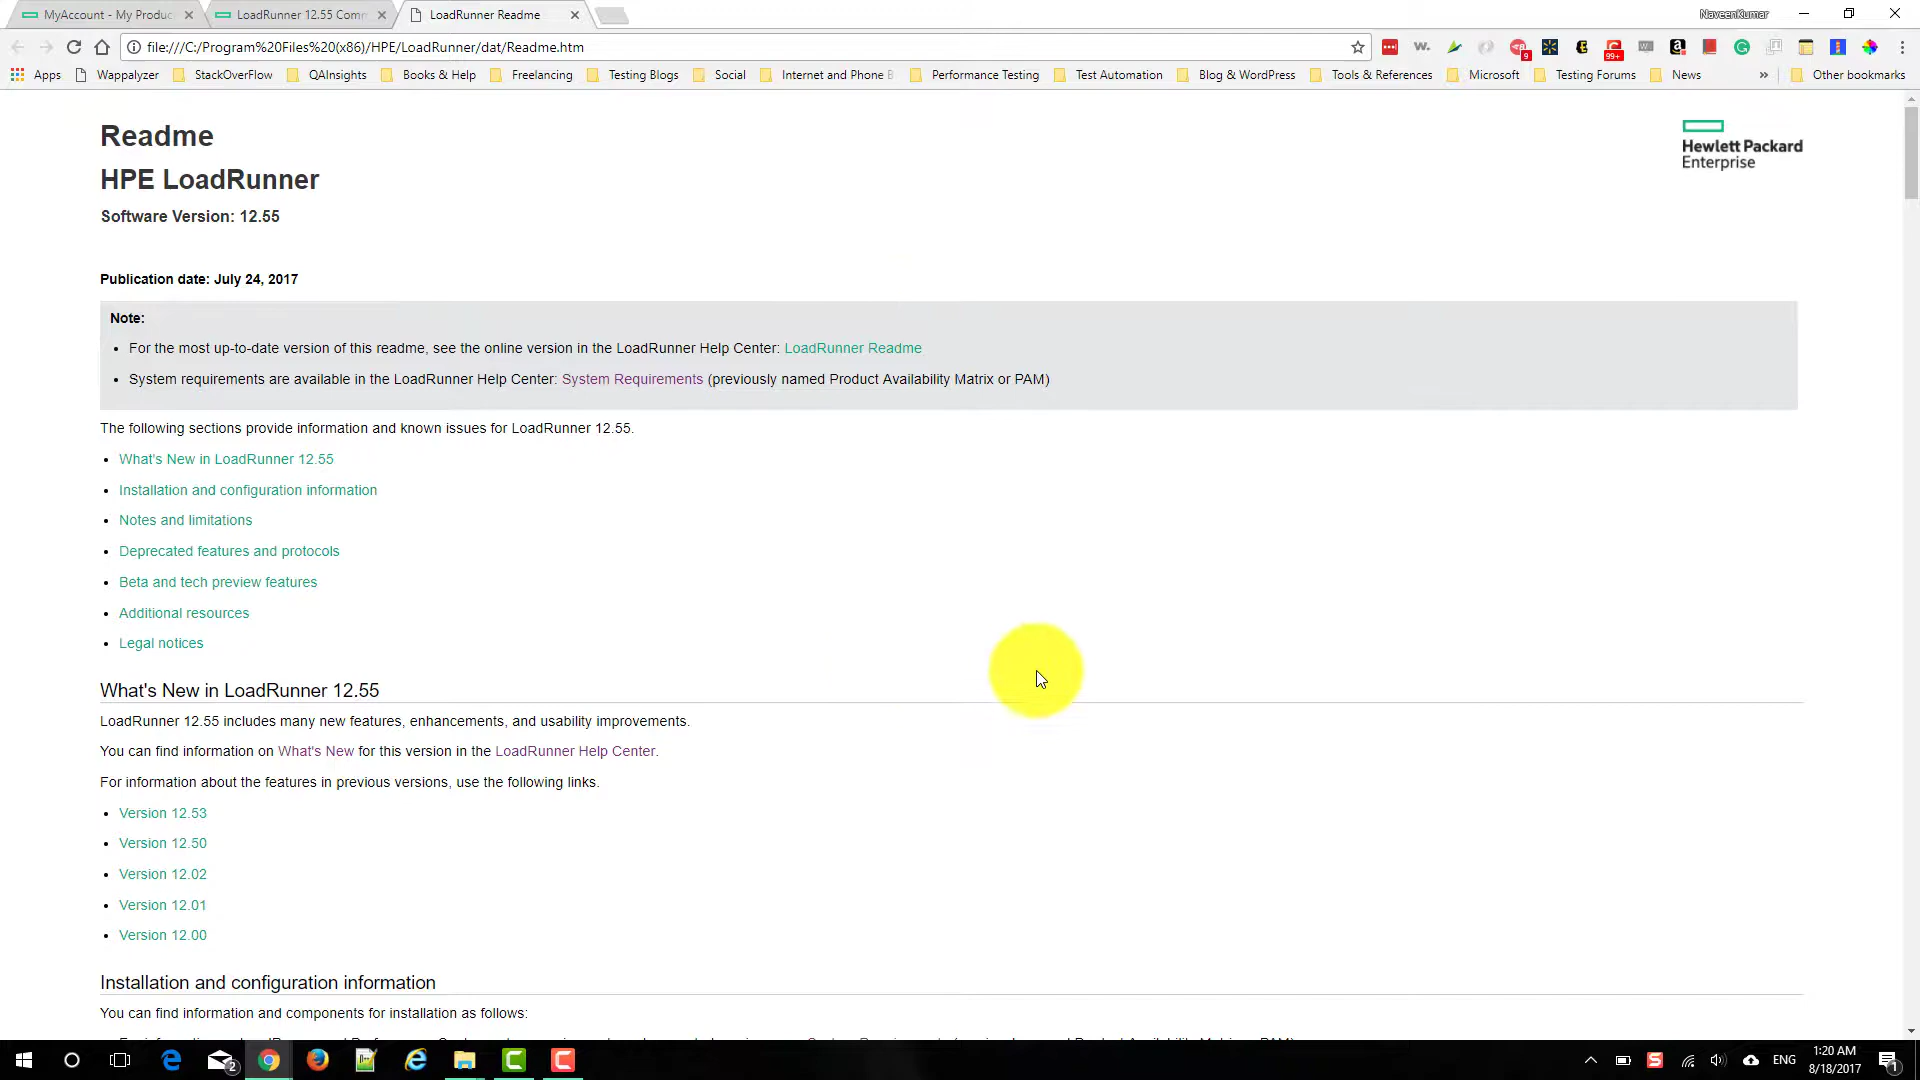 MyAccount - My Produc
LoadRunner 12.55 Com
LoadRunner Readme
NaveenKumar
file:///C:/Program%20Files%20(x86)/HPE/LoadRunner/dat/Readme.htm
Apps
Wappalyzer
StackOverFlow
QAInsights
Books & Help
Freelancing
Testing Blogs
Social
Internet and Phone B
Performance Testing
Test Automation
Blog & WordPress
Tools & References
Microsoft
Testing Forums
News
»
Other bookmarks
Readme
HPE LoadRunner
Software Version: 12.55
Hewlett Packard
Enterprise
Publication date: July 24, 2017
Note:
• For the most up-to-date version of this readme, see the online version in the LoadRunner Help Center: LoadRunner Readme
• System requirements are available in the LoadRunner Help Center: System Requirements (previously named Product Availability Matrix or PAM)
The following sections provide information and known issues for LoadRunner 12.55.
• What's New in LoadRunner 12.55
• Installation and configuration information
• Notes and limitations
• Deprecated features and protocols
• Beta and tech preview features
• Additional resources
• Legal notices
What's New in LoadRunner 12.55
LoadRunner 12.55 includes many new features, enhancements, and usability improvements.
You can find information on What's New for this version in the LoadRunner Help Center.
For information about the features in previous versions, use the following links.
• Version 12.53
• Version 12.50
• Version 12.02
• Version 12.01
• Version 12.00
Installation and configuration information
You can find information and components for installation as follows:
ENG
1:20 AM
8/18/2017